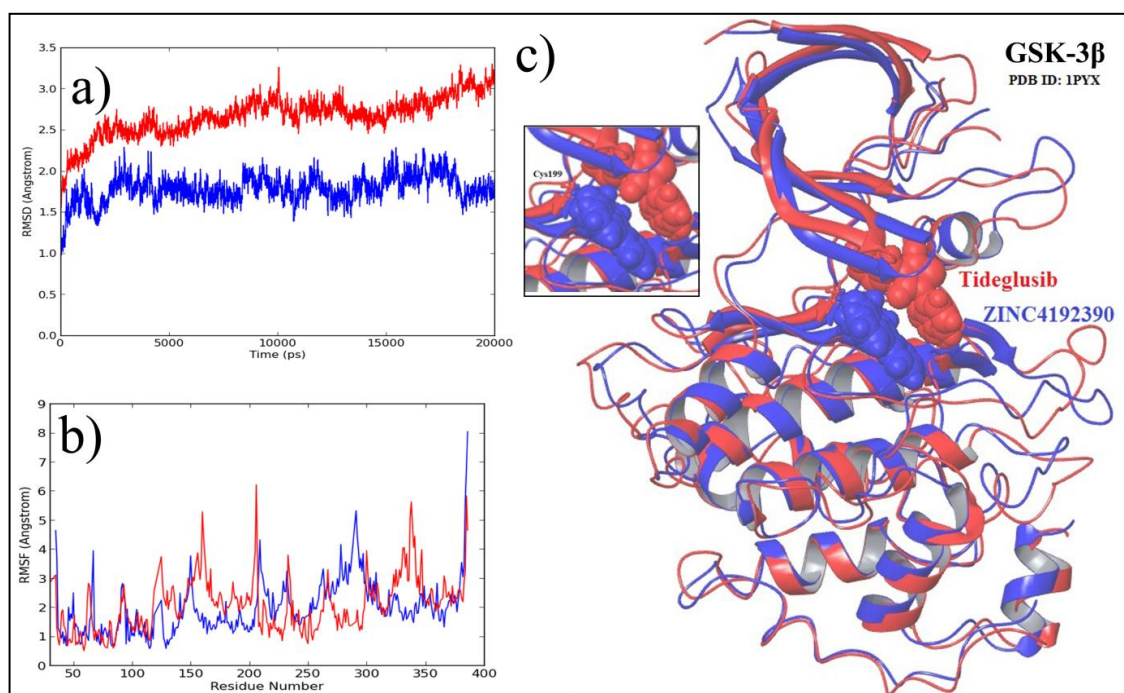 a)
RMSD (Angstrom)
3.5
3.0
2.5
2.0
1.5
1.0
0.5
0.0
0 5000 10000 15000 20000
Time (ps)
b)
RMSF (Angstrom)
9
8
7
6
5
4
3
2
1
0
50 100 150 200 250 300 350 400
Residue Number
c)
GSK-3β
PDB ID: 1PYX
Cys199
Tideglusib
ZINC4192390